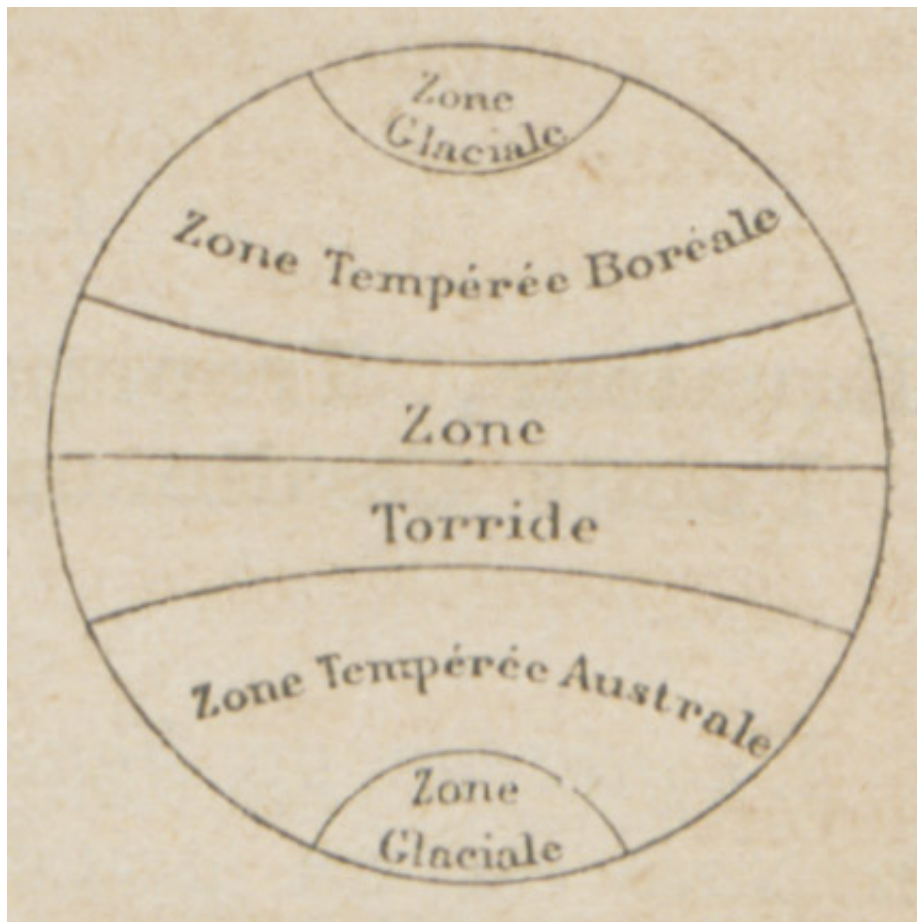 Zone
Glaciale
Zone Tempérée Boréale
Zone
Torride
Zone Tempérée Australe
Zone
Glaciale